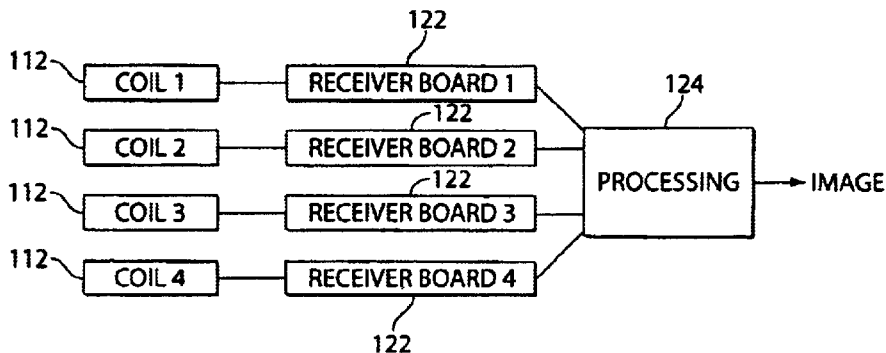 122
112 COIL 1 RECEIVER BOARD 1
124
122
112 COIL 2 RECEIVER BOARD 2
PROCESSING IMAGE
122
112 COIL 3 RECEIVER BOARD 3
112 COIL 4 RECEIVER BOARD 4
122